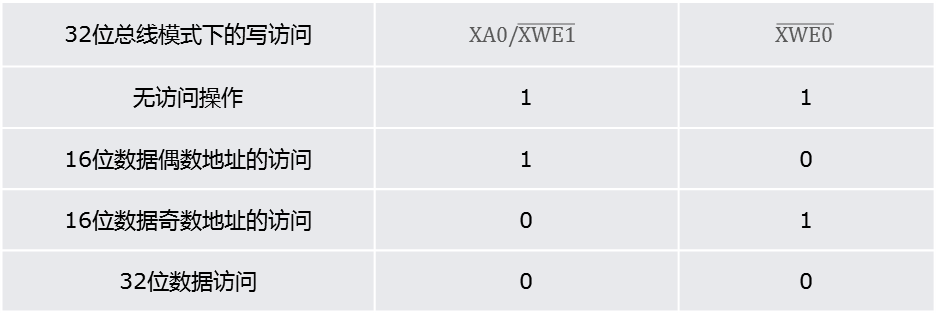 32位总线模式下的写访问 XA0/X̅W̅E̅1̅ X̅W̅E̅0̅
无访问操作 1 1
16位数据偶数地址的访问 1 0
16位数据奇数地址的访问 0 1
32位数据访问 0 0